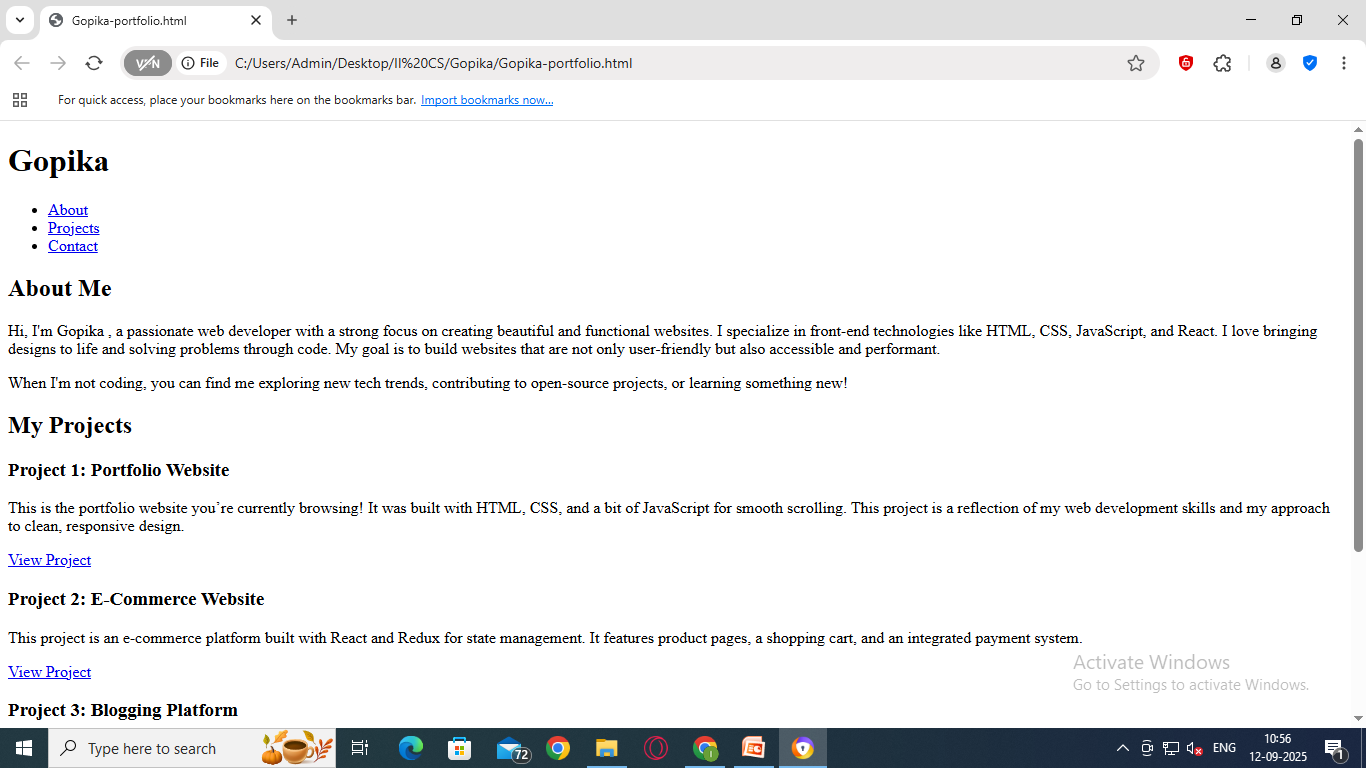 Gopika-portfolio.html
VPN
File
C:/Users/Admin/Desktop/II%20CS/Gopika/Gopika-portfolio.html
For quick access, place your bookmarks here on the bookmarks bar. Import bookmarks now...
Gopika
About
Projects
Contact
About Me
Hi, I'm Gopika , a passionate web developer with a strong focus on creating beautiful and functional websites. I specialize in front-end technologies like HTML, CSS, JavaScript, and React. I love bringing
designs to life and solving problems through code. My goal is to build websites that are not only user-friendly but also accessible and performant.
When I'm not coding, you can find me exploring new tech trends, contributing to open-source projects, or learning something new!
My Projects
Project 1: Portfolio Website
This is the portfolio website you’re currently browsing! It was built with HTML, CSS, and a bit of JavaScript for smooth scrolling. This project is a reflection of my web development skills and my approach
to clean, responsive design.
View Project
Project 2: E-Commerce Website
This project is an e-commerce platform built with React and Redux for state management. It features product pages, a shopping cart, and an integrated payment system.
View Project
Activate Windows
Go to Settings to activate Windows.
Project 3: Blogging Platform
Type here to search
72
ENG
10:56
12-09-2025
1